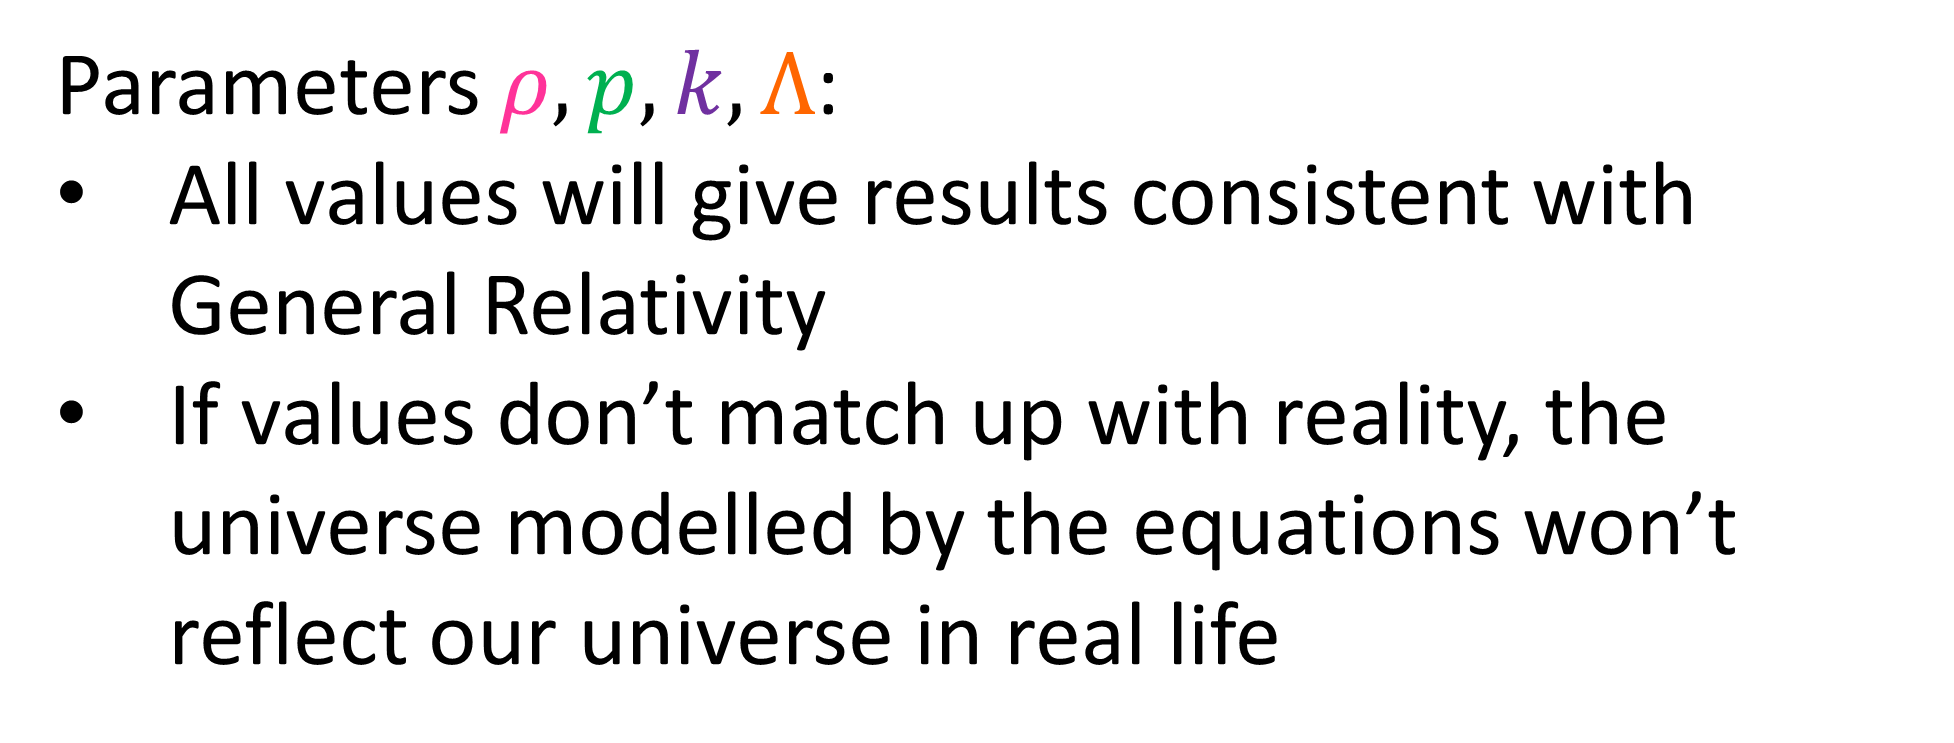 Parameters ρ, p, k, Λ:
• All values will give results consistent with
General Relativity
• If values don’t match up with reality, the
universe modelled by the equations won’t
reflect our universe in real life